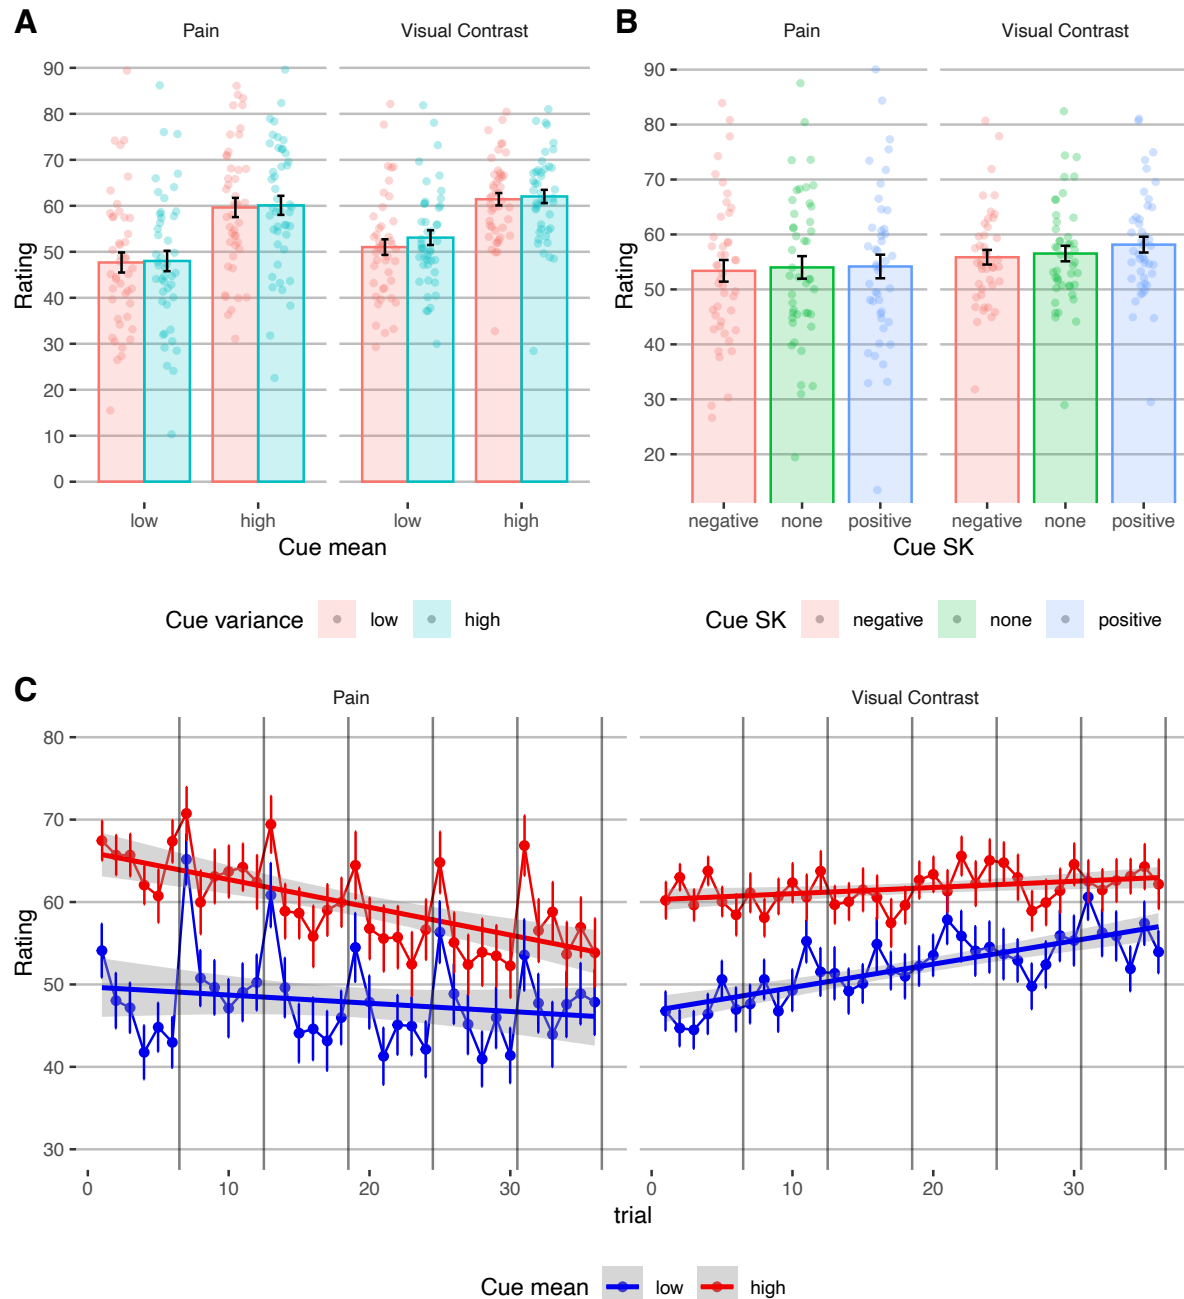 A
Pain
Visual Contrast
Rating
90
80
70
60
50
40
30
20
10
0
low
high
low
high
Cue mean
Cue variance low high
B
Pain
Visual Contrast
Rating
90
80
70
60
50
40
30
20
negative
none
positive
negative
none
positive
Cue SK
Cue SK negative none positive
C
Pain
Visual Contrast
Rating
80
70
60
50
40
30
0
10
20
30
0
10
20
30
trial
Cue mean low high